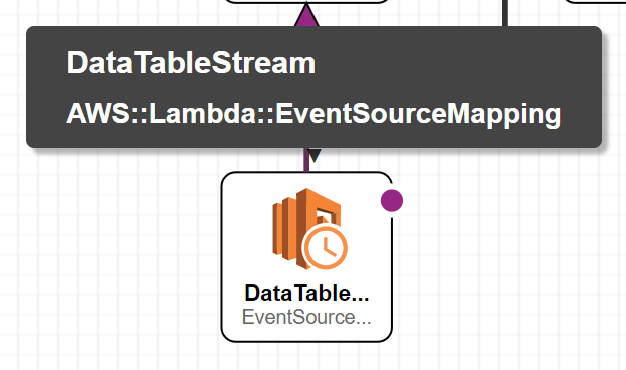 DataTableStream
AWS::Lambda::EventSourceMapping
DataTable...
EventSource...